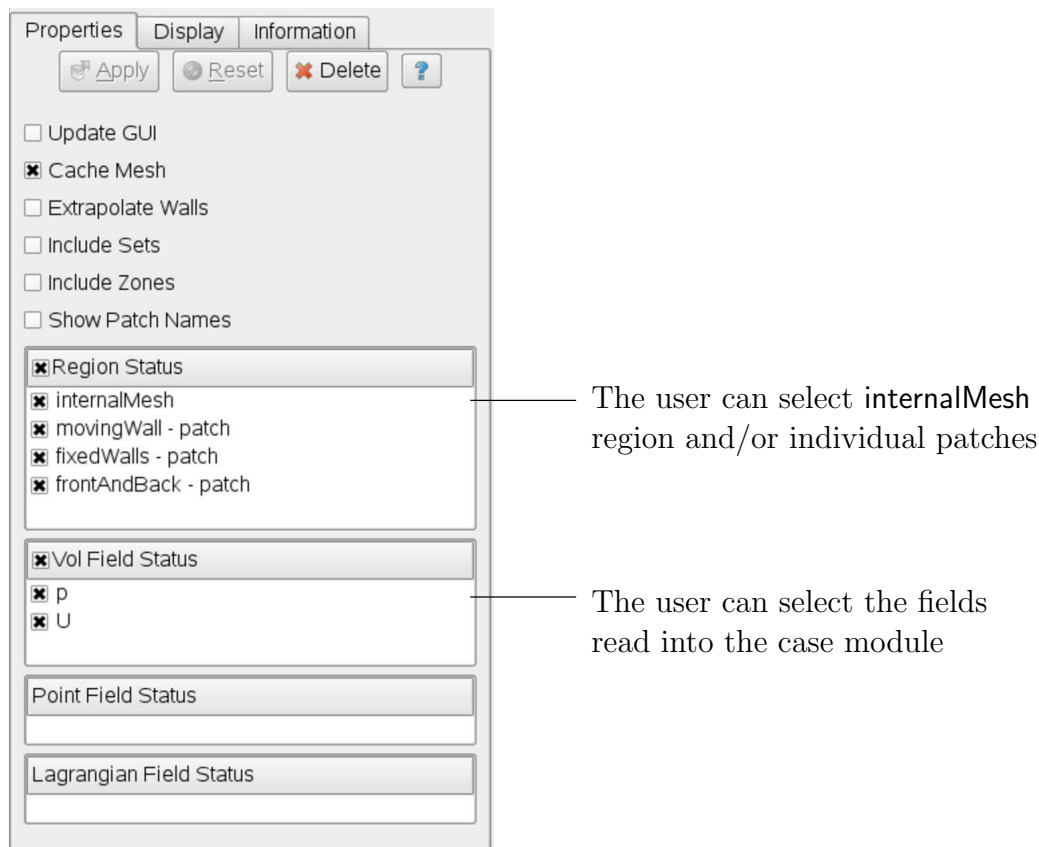 Properties Display Information
Apply Reset Delete ?
Update GUI
Cache Mesh
Extrapolate Walls
Include Sets
Include Zones
Show Patch Names
Region Status
internalMesh
movingWall - patch
fixedWalls - patch
frontAndBack - patch
The user can select internalMesh
region and/or individual patches
Vol Field Status
p
U
The user can select the fields
read into the case module
Point Field Status
Lagrangian Field Status